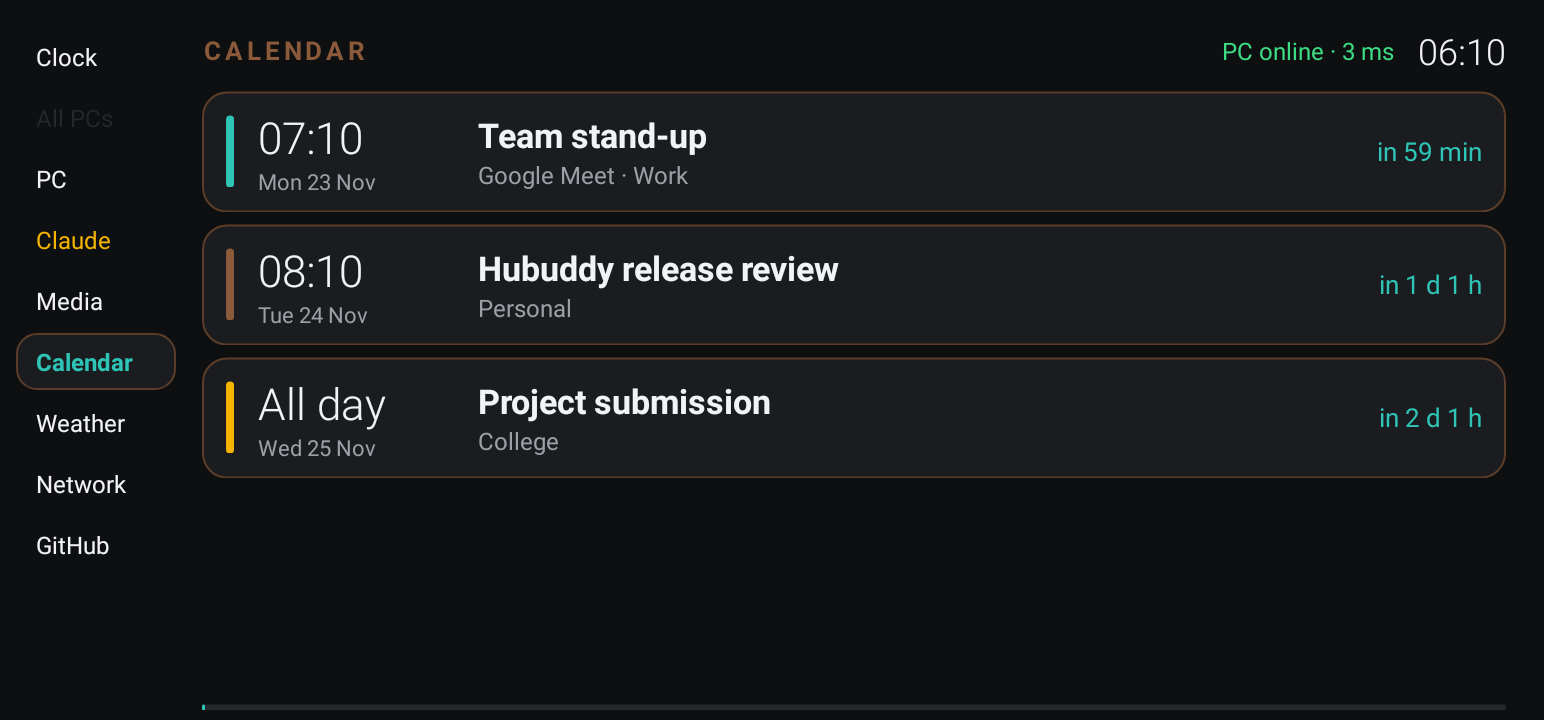 Clock
All PCs
PC
Claude
Media
Calendar
Weather
Network
GitHub
CALENDAR
PC online · 3 ms 06:10
07:10
Mon 23 Nov
Team stand-up
Google Meet · Work
in 59 min
08:10
Tue 24 Nov
Hubuddy release review
Personal
in 1 d 1 h
All day
Wed 25 Nov
Project submission
College
in 2 d 1 h